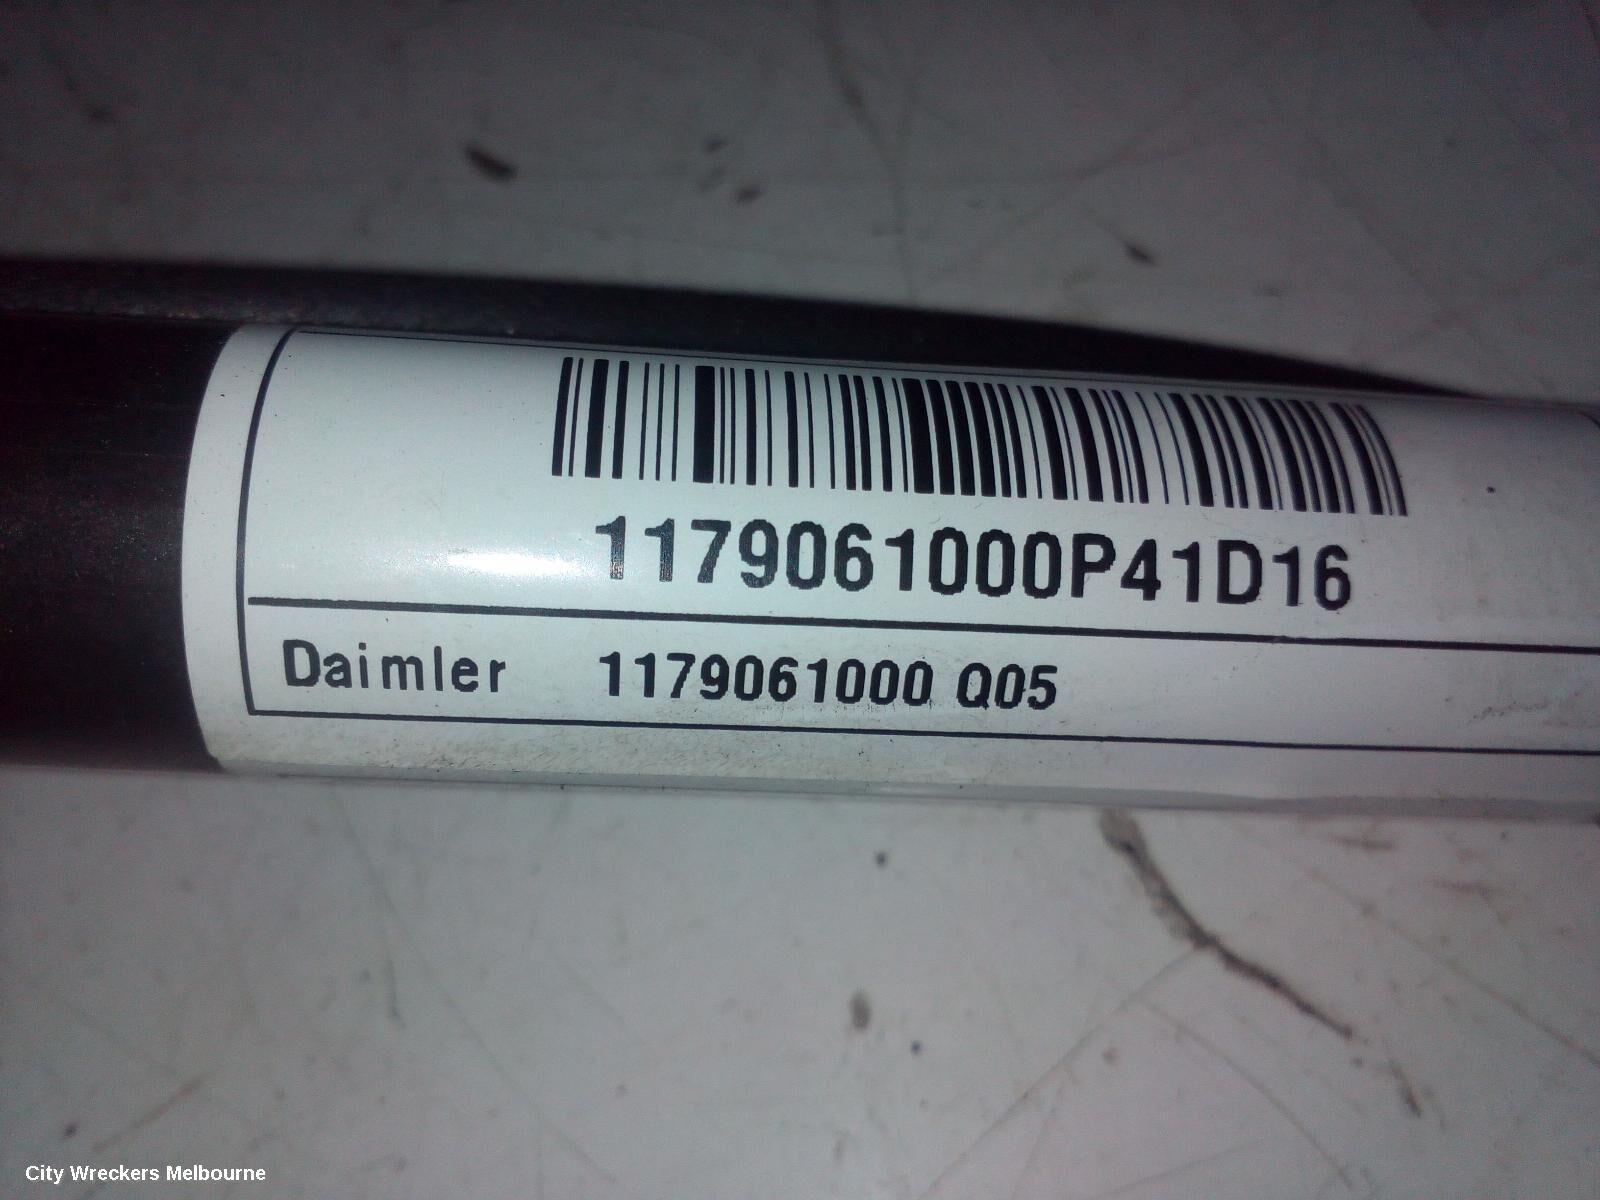 1179061000P41D16
Daimler 1179061000 Q05
City Wreckers Melbourne